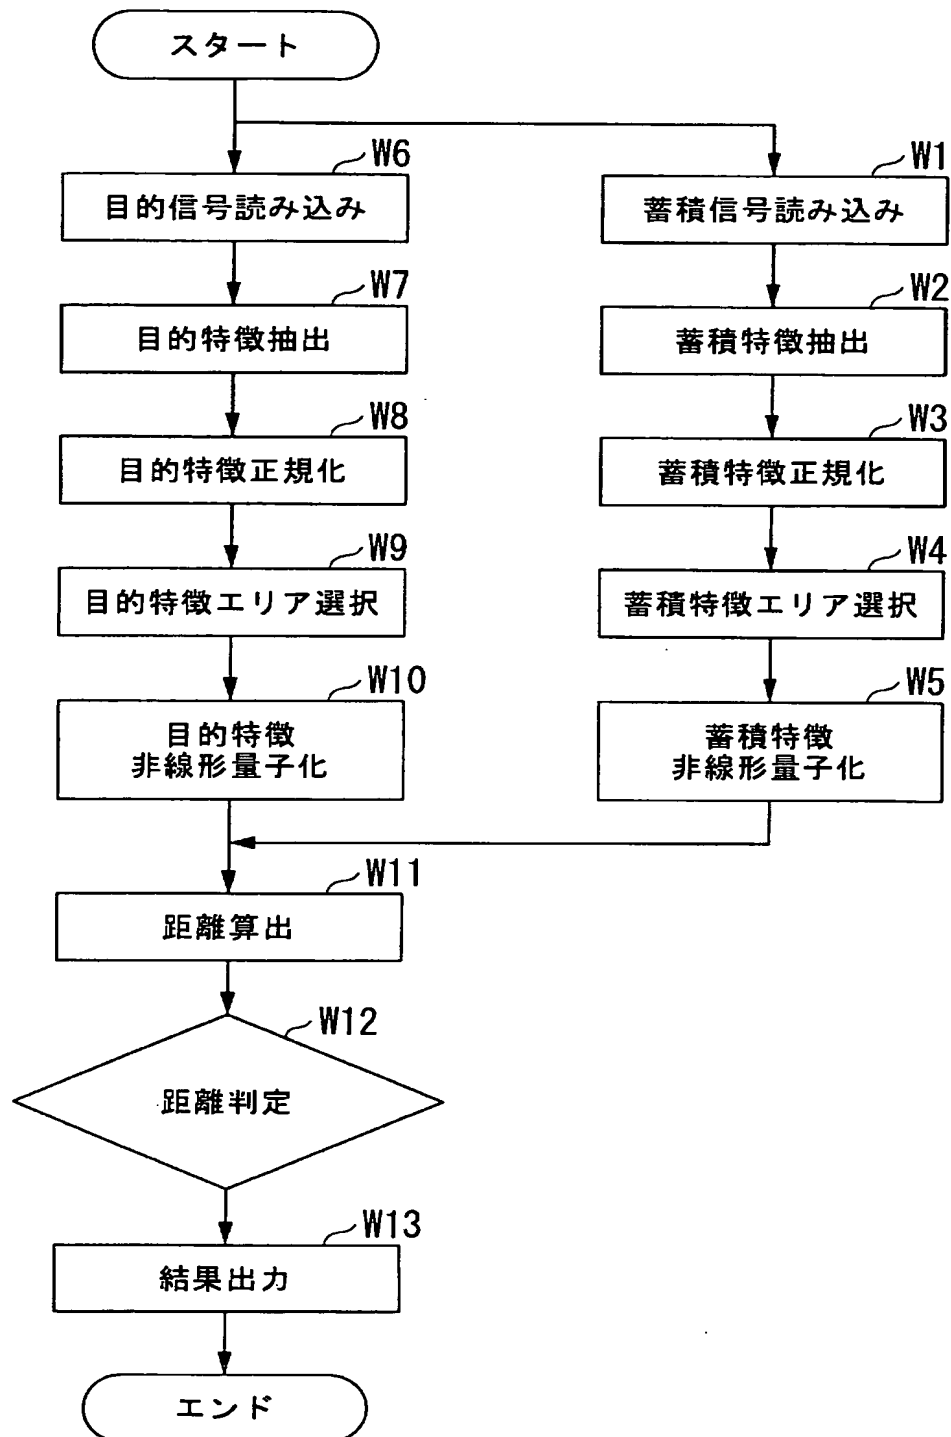 スタート
W6
目的信号読み込み
W1
蓄積信号読み込み
W7
目的特徴抽出
W2
蓄積特徴抽出
W8
目的特徴正規化
W3
蓄積特徴正規化
W9
目的特徴エリア選択
W4
蓄積特徴エリア選択
W10
目的特徴
非線形量子化
W5
蓄積特徴
非線形量子化
W11
距離算出
W12
距離判定
W13
結果出力
エンド